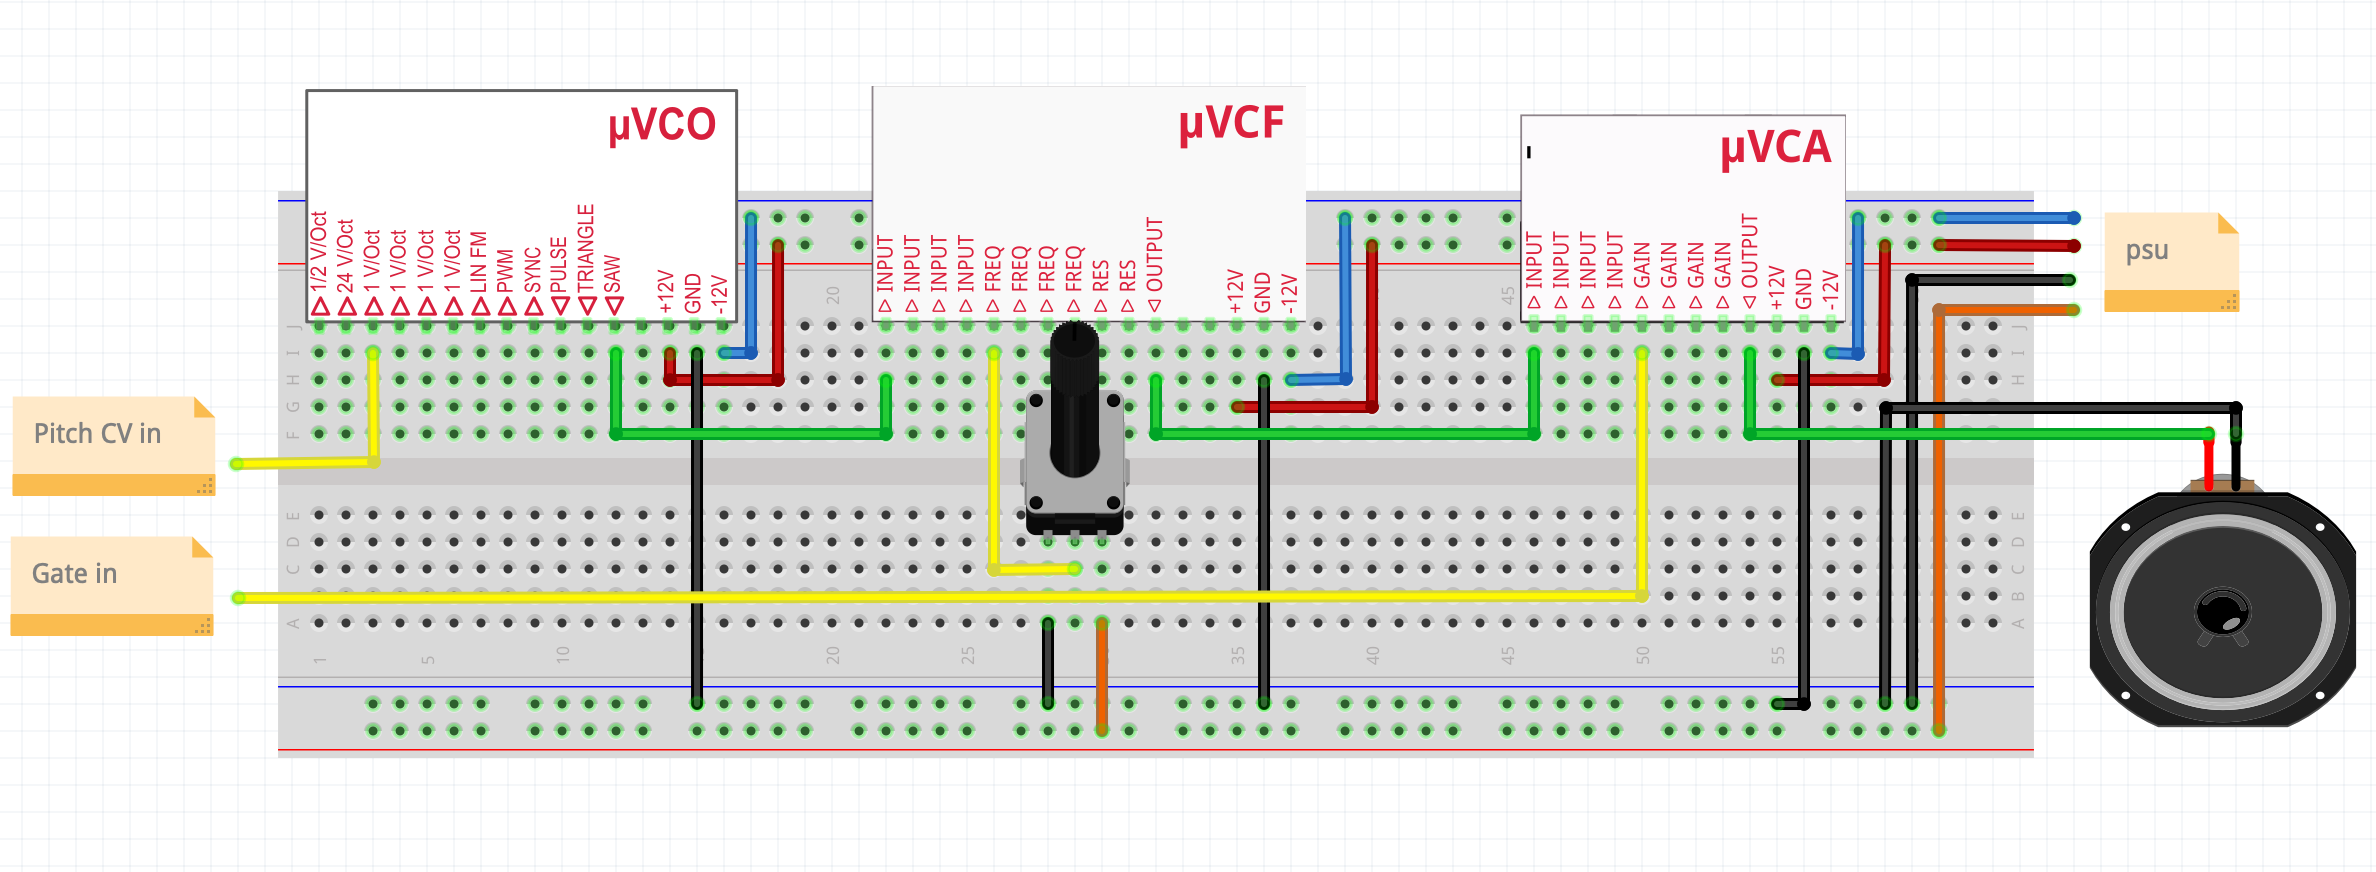 µVCO
1/2 V/Oct
24 V/Oct
1 V/Oct
1 V/Oct
1 V/Oct
1 V/Oct
LIN FM
PWM
SYNC
PULSE
TRIANGLE
SAW
+12V
GND
-12V
µVCF
INPUT
INPUT
INPUT
INPUT
FREQ
FREQ
FREQ
FREQ
RES
RES
OUTPUT
+12V
GND
-12V
µVCA
INPUT
INPUT
INPUT
INPUT
GAIN
GAIN
GAIN
GAIN
OUTPUT
+12V
GND
-12V
psu
Pitch CV in
Gate in
20
45
J
I
H
G
F
E
D
C
B
A
J
I
H
E
D
C
B
A
1
5
10
20
25
35
40
45
50
55